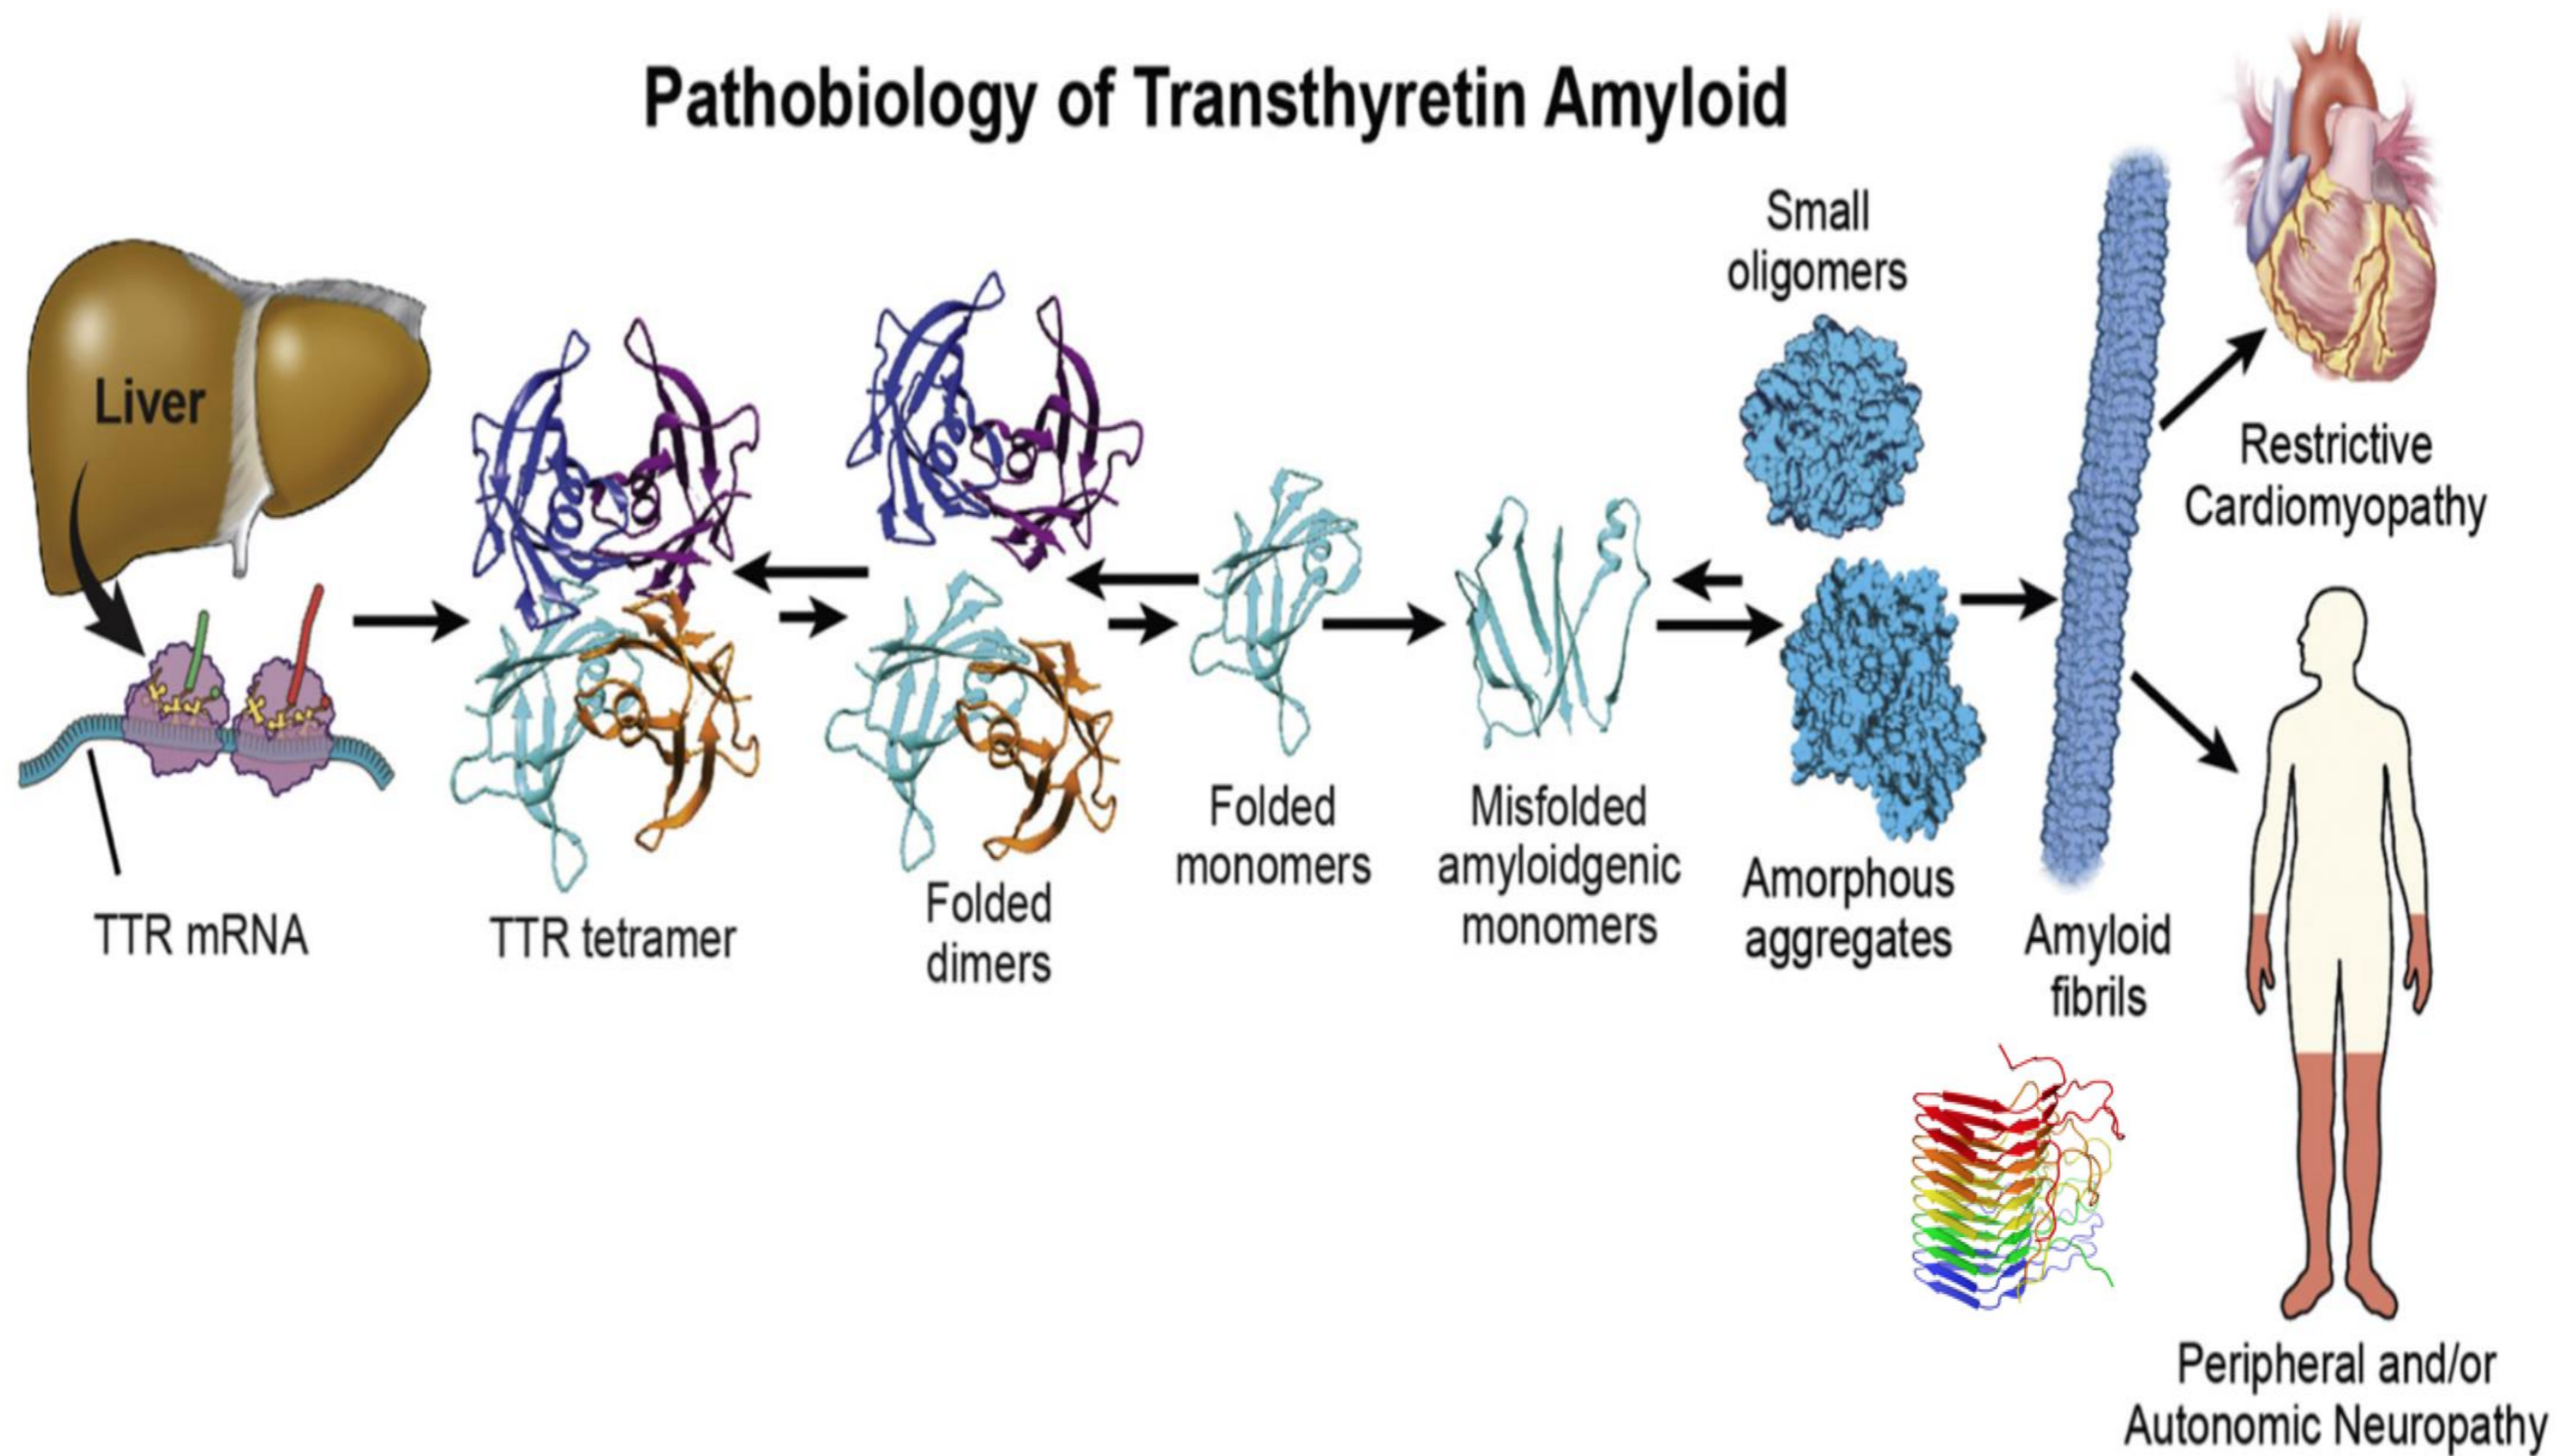 Pathobiology of Transthyretin Amyloid
Liver
TTR mRNA
TTR tetramer
Folded
dimers
Folded
monomers
Misfolded
amyloidgenic
monomers
Small
oligomers
Amorphous
aggregates
Amyloid
fibrils
Restrictive
Cardiomyopathy
Peripheral and/or
Autonomic Neuropathy